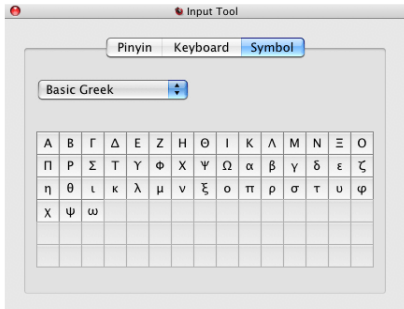 Input Tool
Pinyin Keyboard Symbol
Basic Greek
Α Β Γ Δ Ε Ζ Η Θ Ι Κ Λ Μ Ν Ξ Ο
Π Ρ Σ Τ Υ Φ Χ Ψ Ω α β γ δ ε ζ
η θ ι κ λ μ ν ξ ο π ρ σ τ υ φ
χ ψ ω